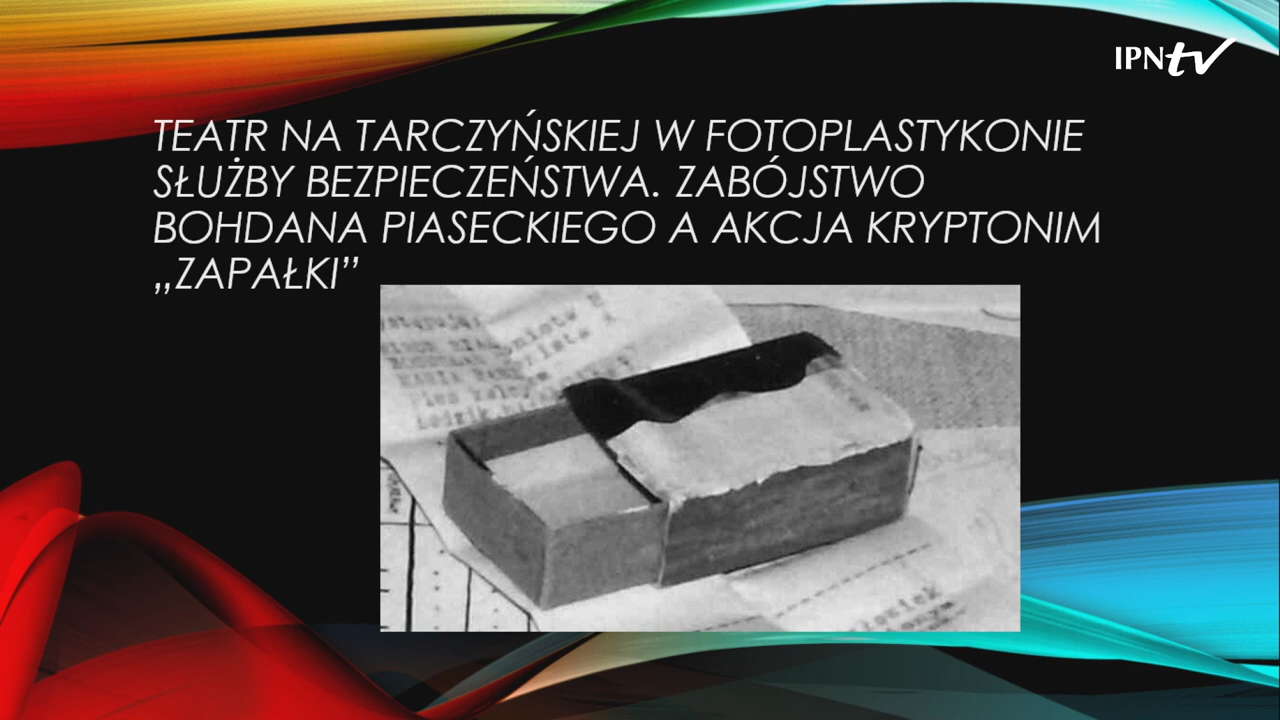 IPNtv
TEATR NA TARCZYŃSKIEJ W FOTOPLASTYKONIE
SŁUŻBY BEZPIECZEŃSTWA. ZABÓJSTWO
BOHDANA PIASECKIEGO A AKCJA KRYPTONIM
„ZAPAŁKI”